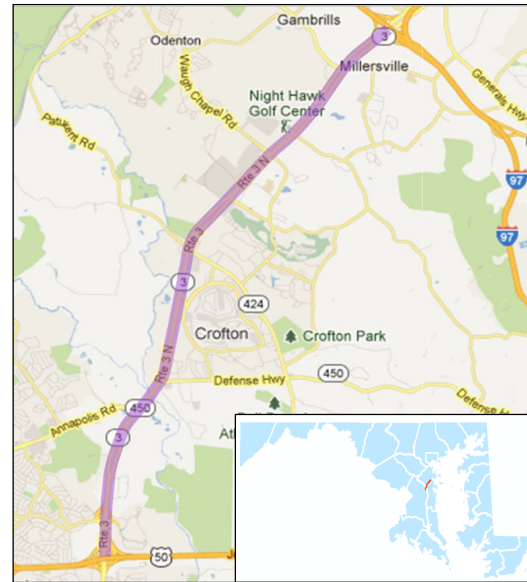 Gambrills
3
Odenton
Millersville
Waugh Chapel Rd
Night Hawk
Golf Center
Generals Hwy
Patuxent Rd
97
Rte 3 N
97
Rte 3
3
424
Crofton
Crofton Park
Rte 3 N
Defense Hwy
450
Defense H
Annapolis Rd
450
3
Rte 3
50